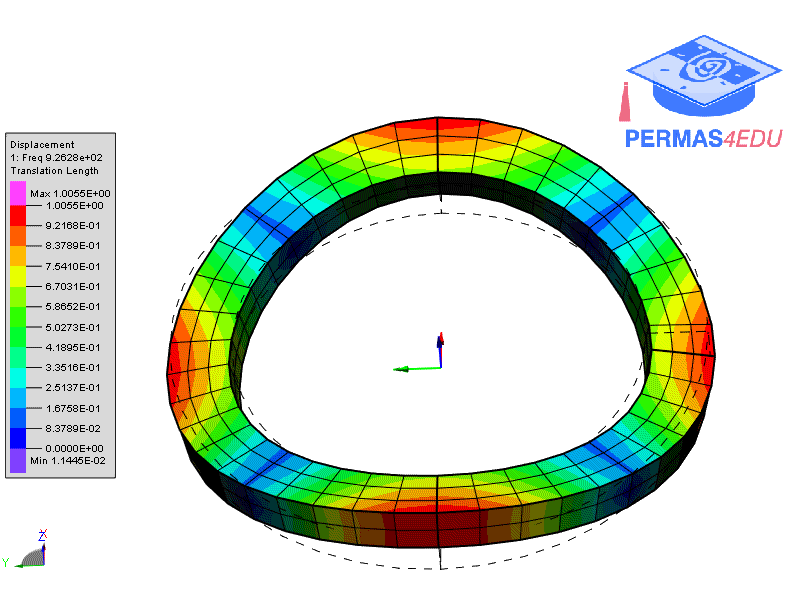 PERMAS4EDU
Displacement
1: Freq 9.2628e+02
Translation Length
Max 1.0055E+00
1.0055E+00
9.2168E-01
8.3789E-01
7.5410E-01
6.7031E-01
5.8652E-01
5.0273E-01
4.1895E-01
3.3516E-01
2.5137E-01
1.6758E-01
8.3789E-02
0.0000E+00
Min 1.1445E-02
X
Z
Y